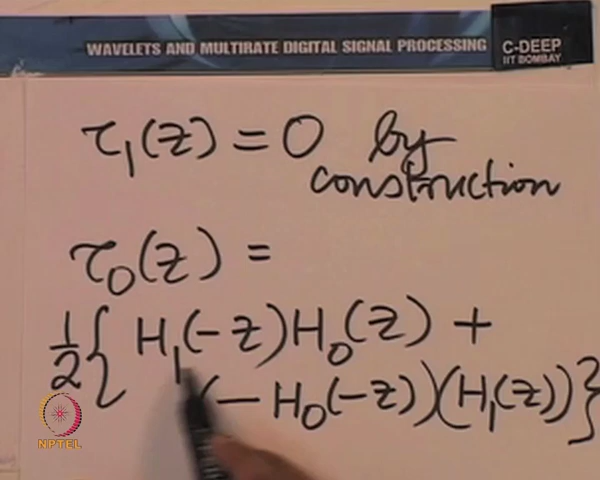 WAVELETS AND MULTIRATE DIGITAL SIGNAL PROCESSING
C-DEEP
IIT BOMBAY
τ₁(z) = 0 by
construction
τ₀(z) =
1/2 { H₁(-z)H₀(z) +
(-H₀(-z))(H₁(z)) }
NPTEL